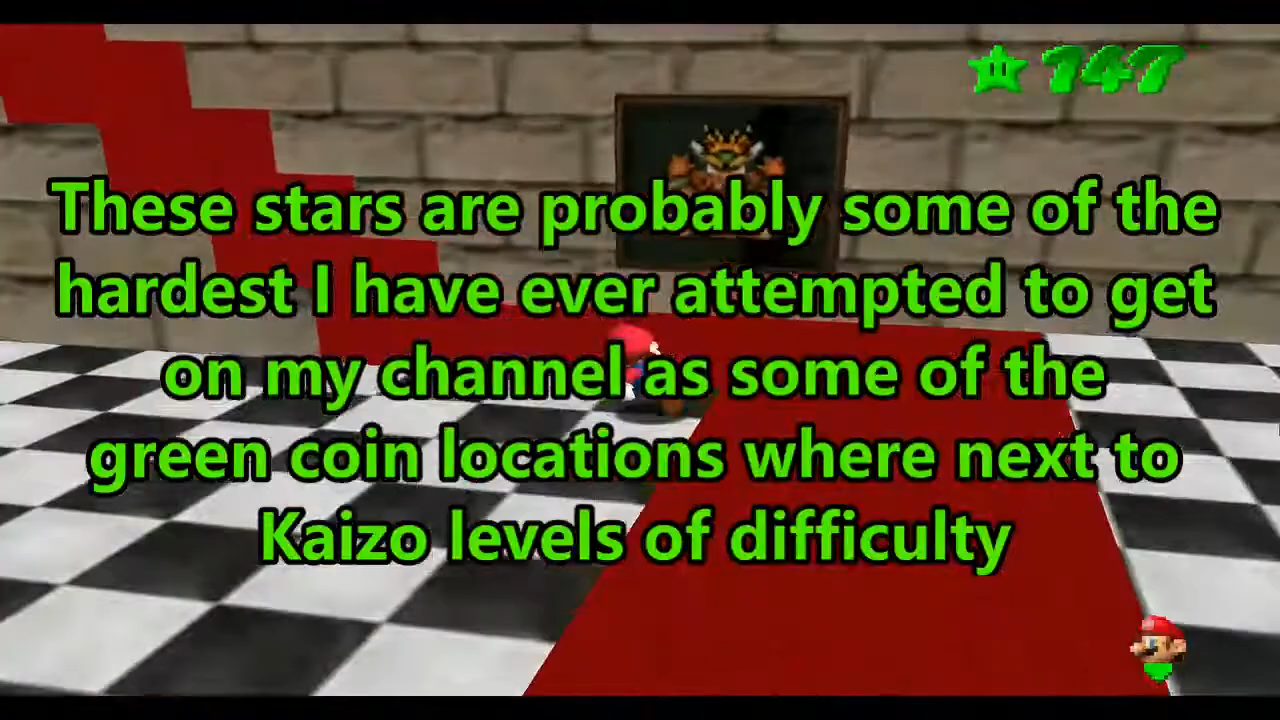 147
These stars are probably some of the
hardest I have ever attempted to get
on my channel as some of the
green coin locations where next to
Kaizo levels of difficulty